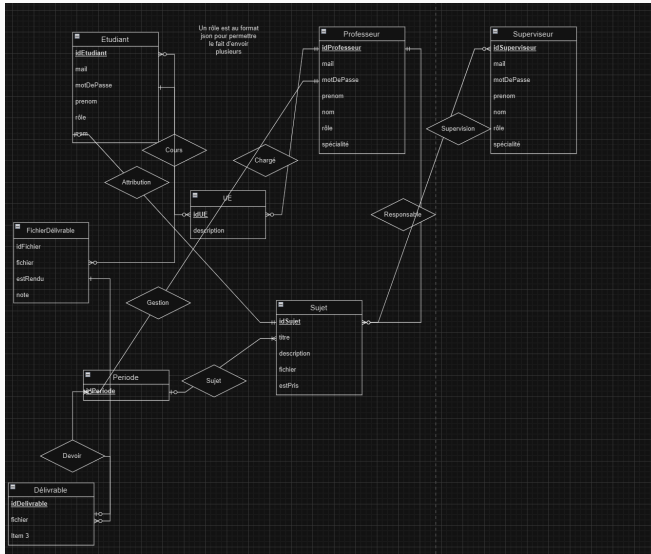 Un rôle est au format
json pour permettre
le fait d'envoir
plusieurs
Etudiant
idEtudiant
mail
motDePasse
prenom
rôle
nom
Professeur
idProfesseur
mail
motDePasse
prenom
nom
rôle
spécialité
Superviseur
idSuperviseur
mail
motDePasse
prenom
nom
rôle
spécialité
Cours
Chargé
Supervision
Attribution
UE
idUE
description
Responsable
FichierDélivrable
idFichier
fichier
estRendu
note
Gestion
Sujet
idSujet
titre
description
fichier
estPris
Periode
idPeriode
Sujet
Devoir
Délivrable
idDelivrable
fichier
Item 3